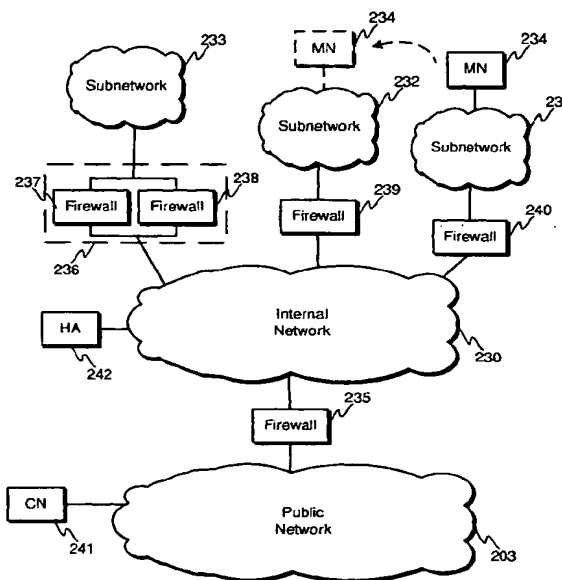 233
234
MN
MN
234
Subnetwork
232
Subnetwork
23
Subnetwork
237
Firewall
Firewall
238
Firewall
239
Firewall
240
236
HA
242
Internal
Network
230
Firewall
235
CN
241
Public
Network
203